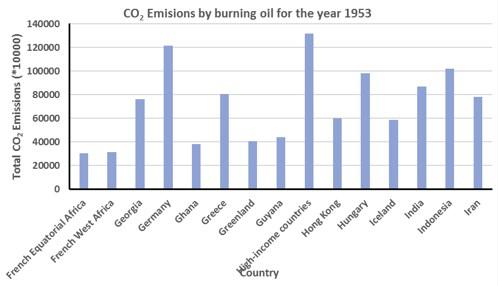 CO2 Emisions by burning oil for the year 1953
Total CO2 Emissions (*10000)
140000
120000
100000
80000
60000
40000
20000
0
French Equatorial Africa
French West Africa
Georgia
Germany
Ghana
Greece
Greenland
Guyana
High-income countries
Hong Kong
Hungary
Iceland
India
Indonesia
Iran
Country